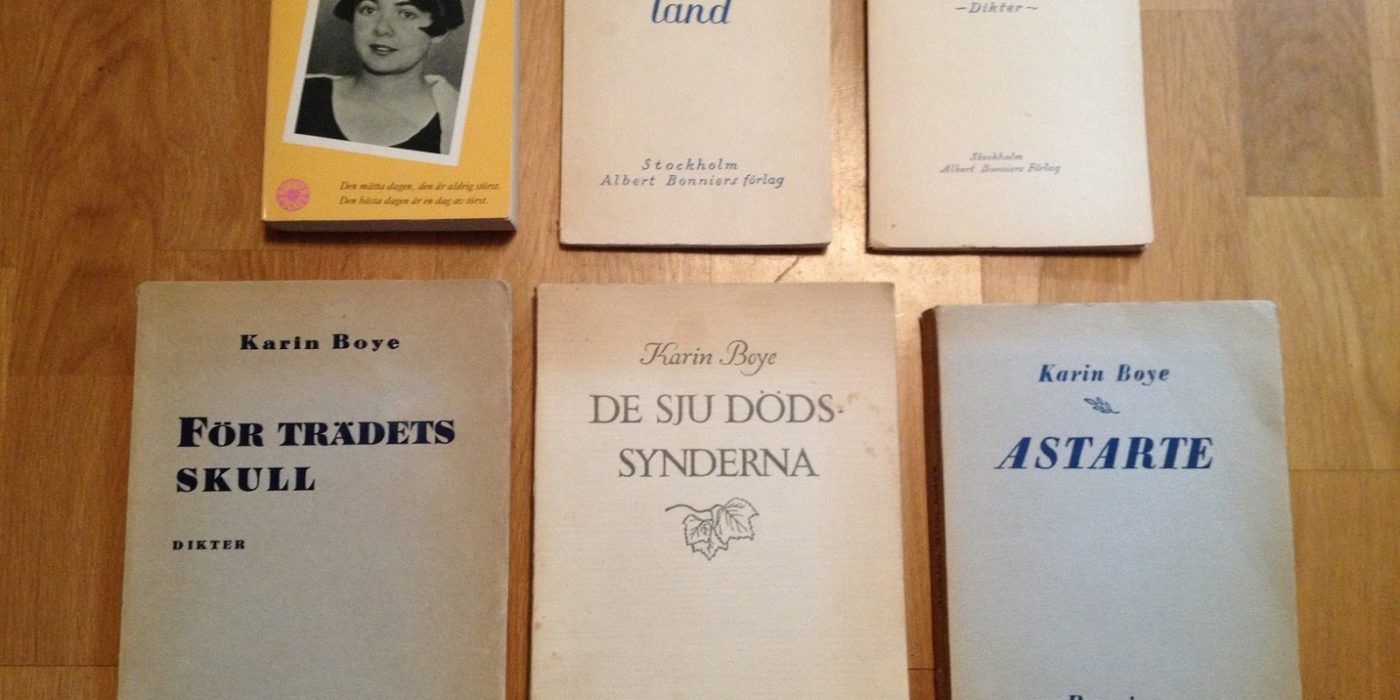 Den mätta dagen, den är aldrig störst.
Den bästa dagen är en dag av törst.
land
Stockholm
Albert Bonniers förlag
~Dikter~
Stockholm
Albert Bonniers Förlag
Karin Boye
FÖR TRÄDETS
SKULL
DIKTER
Karin Boye
DE SJU DÖDS-
SYNDERNA
Karin Boye
ASTARTE